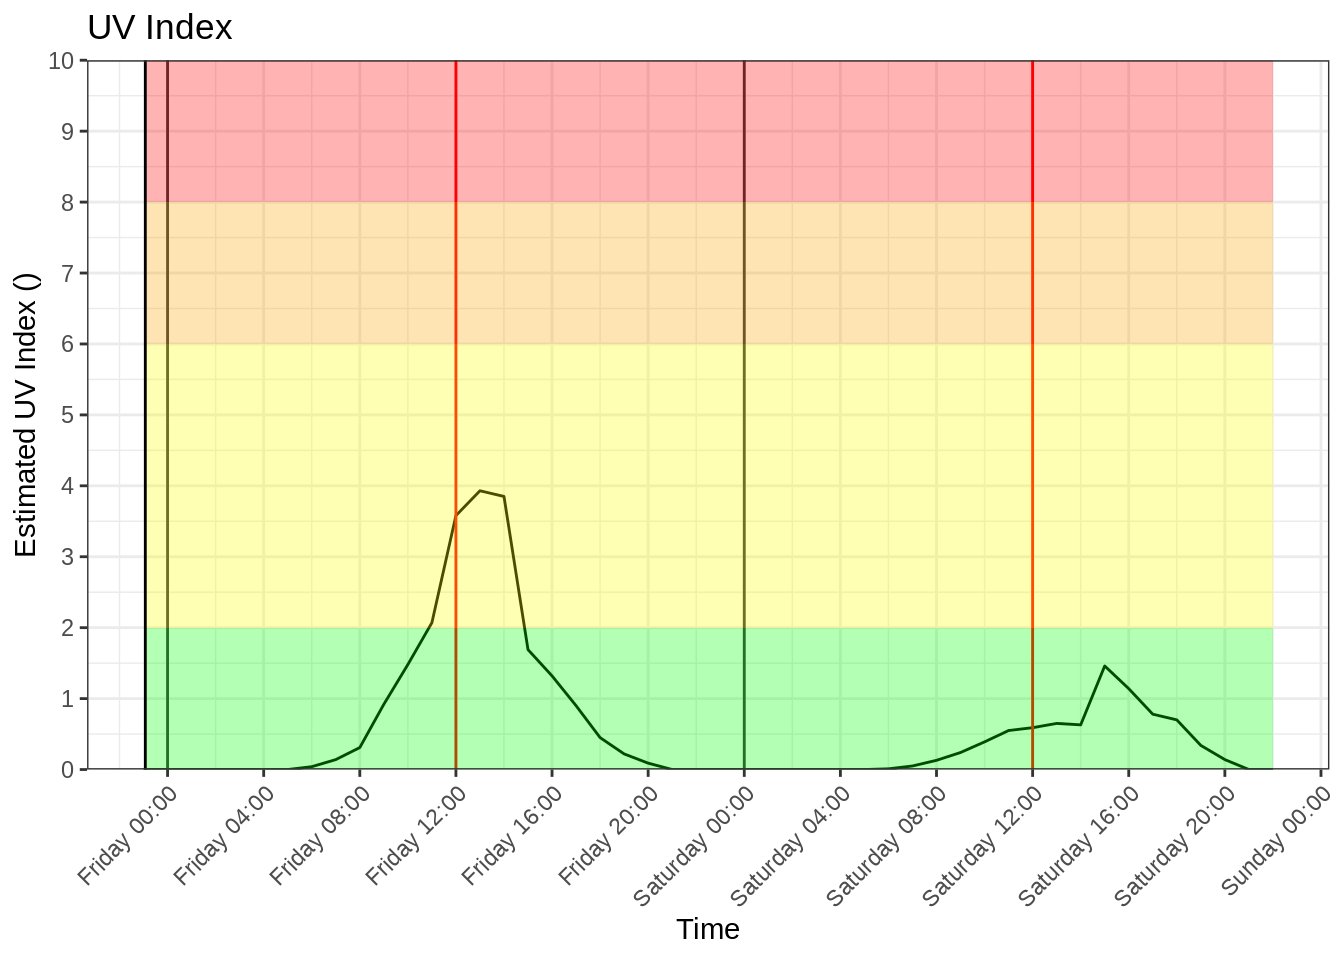 UV Index
Estimated UV Index ()
10
9
8
7
6
5
4
3
2
1
0
Friday 00:00
Friday 04:00
Friday 08:00
Friday 12:00
Friday 16:00
Friday 20:00
Saturday 00:00
Saturday 04:00
Saturday 08:00
Saturday 12:00
Saturday 16:00
Saturday 20:00
Sunday 00:00
Time